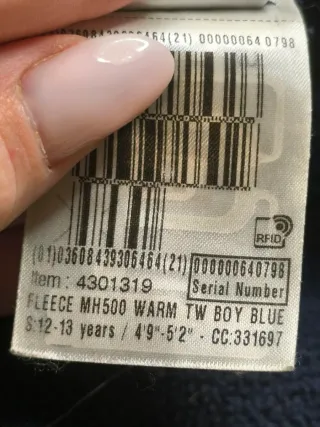 03608439306464(21) 000000640798
RFID
(01)03608439306464(21) 000000640798
Serial Number
Item: 4301319
FLEECE MH500 WARM TW BOY BLUE
S:12-13 years / 4'9"-5'2" - CC:331697